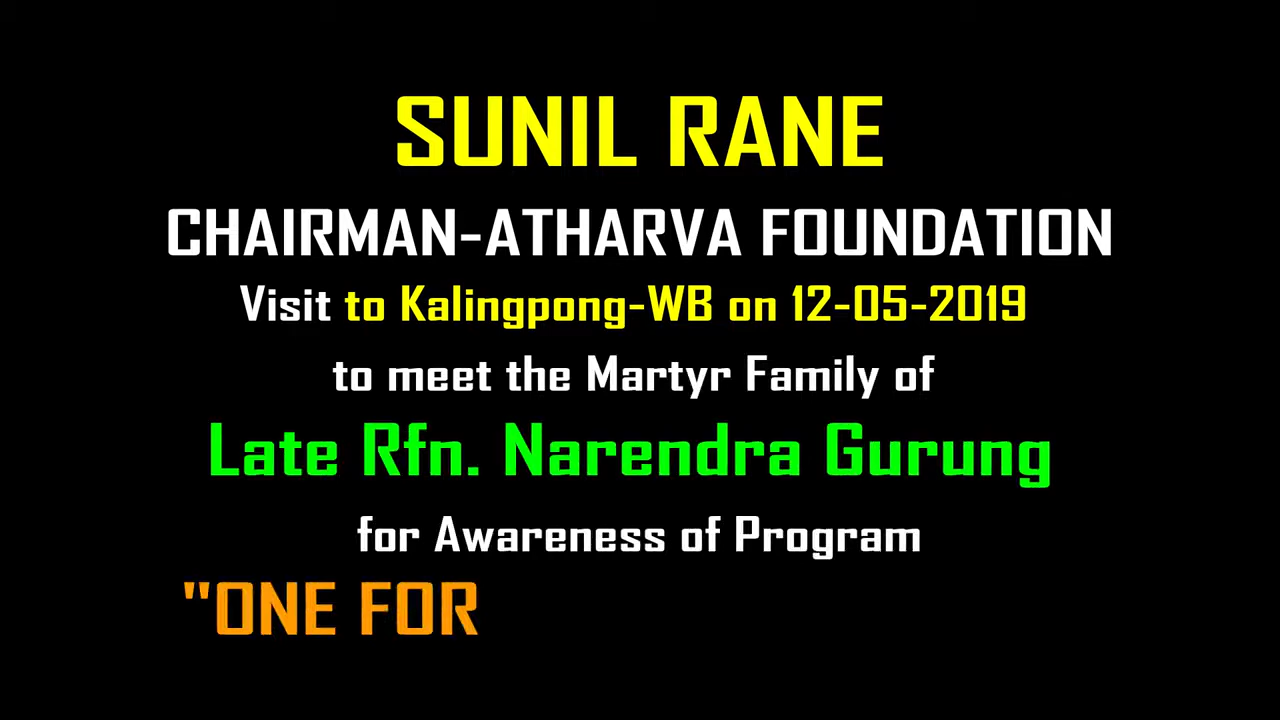 SUNIL RANE
CHAIRMAN-ATHARVA FOUNDATION
Visit to Kalingpong-WB on 12-05-2019
to meet the Martyr Family of
Late Rfn. Narendra Gurung
for Awareness of Program
"ONE FOR